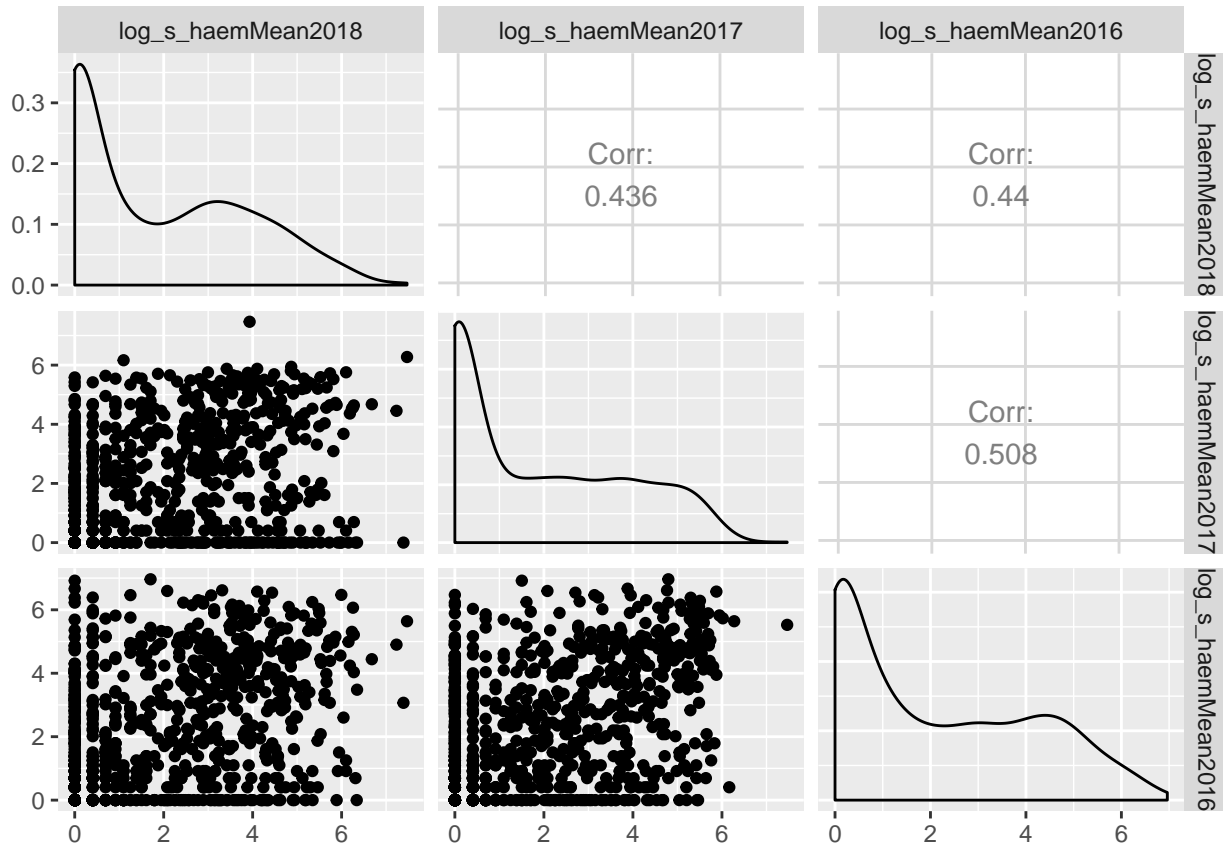 log_s_haemMean2018 log_s_haemMean2017 log_s_haemMean2016
0.3
0.2
0.1
0.0
Corr:
0.436
Corr:
0.44
log_s_haemMean2018
6
4
2
0
Corr:
0.508
log_s_haemMean2017
6
4
2
0
log_s_haemMean2016
0 2 4 6 0 2 4 6 0 2 4 6